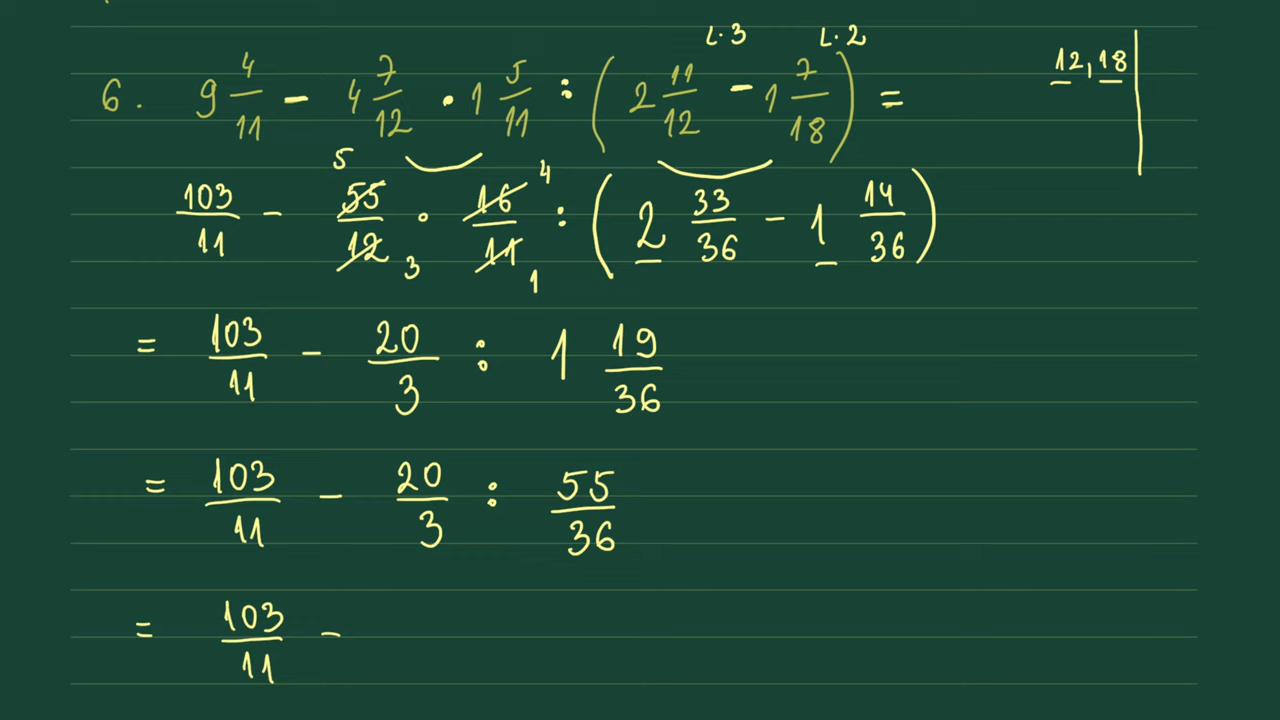 L·3 L·2
6. 9 4/11 - 4 7/12 · 1 5/11 : (2 11/12 - 1 7/18) = 12,18
5 4
103/11 - 55/12 · 16/11 : (2 33/36 - 1 14/36)
3 1
= 103/11 - 20/3 : 1 19/36
= 103/11 - 20/3 : 55/36
= 103/11 -